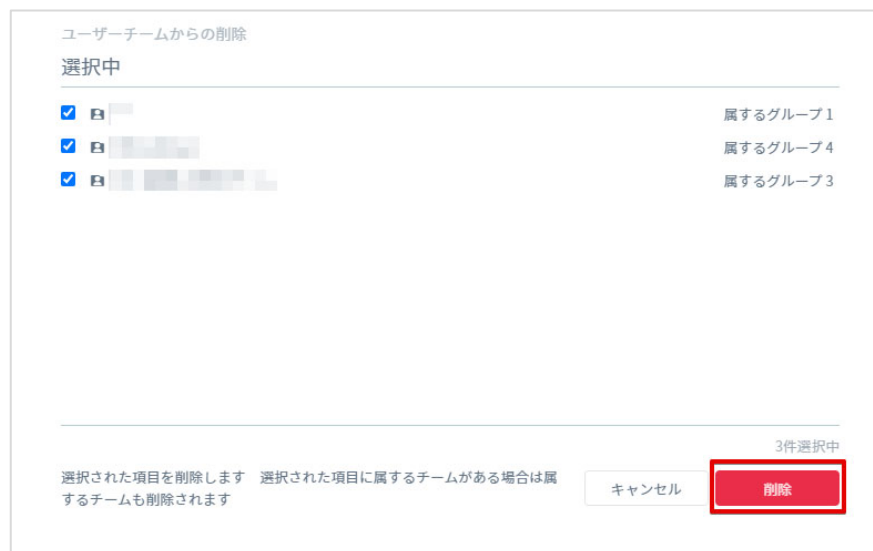 ユーザーチームからの削除
選択中
属するグループ 1
属するグループ 4
属するグループ 3
3件選択中
選択された項目を削除します　選択された項目に属するチームがある場合は属
するチームも削除されます
キャンセル
削除